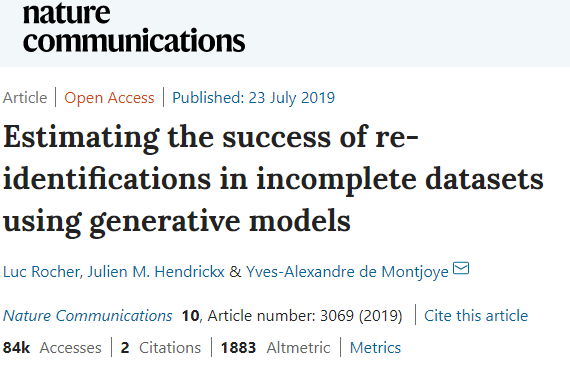 nature
communications
Article | Open Access | Published: 23 July 2019
Estimating the success of re-
identifications in incomplete datasets
using generative models
Luc Rocher, Julien M. Hendrickx & Yves-Alexandre de Montjoye
Nature Communications 10, Article number: 3069 (2019) | Cite this article
84k Accesses | 2 Citations | 1883 Altmetric | Metrics